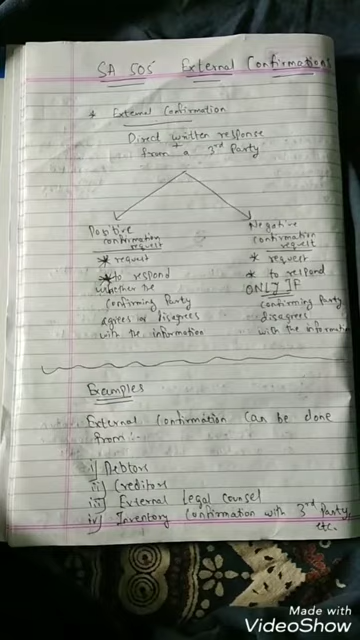 SA 505 External Confirmations
* External Confirmation
Direct written response
from a 3rd Party
Positive
confirmation
request
* request
* to respond
whether the
Confirming Party
agrees or disagrees
with the information
Negative
confirmation
request
* request
* to respond
ONLY IF
Confirming Party
disagrees
with the information
Examples
External Confirmation can be done
from:-
i) Debtors
ii) Creditors
iii) External Legal Counsel
iv) Inventory Confirmation with 3rd Party,
etc.
Made with
VideoShow